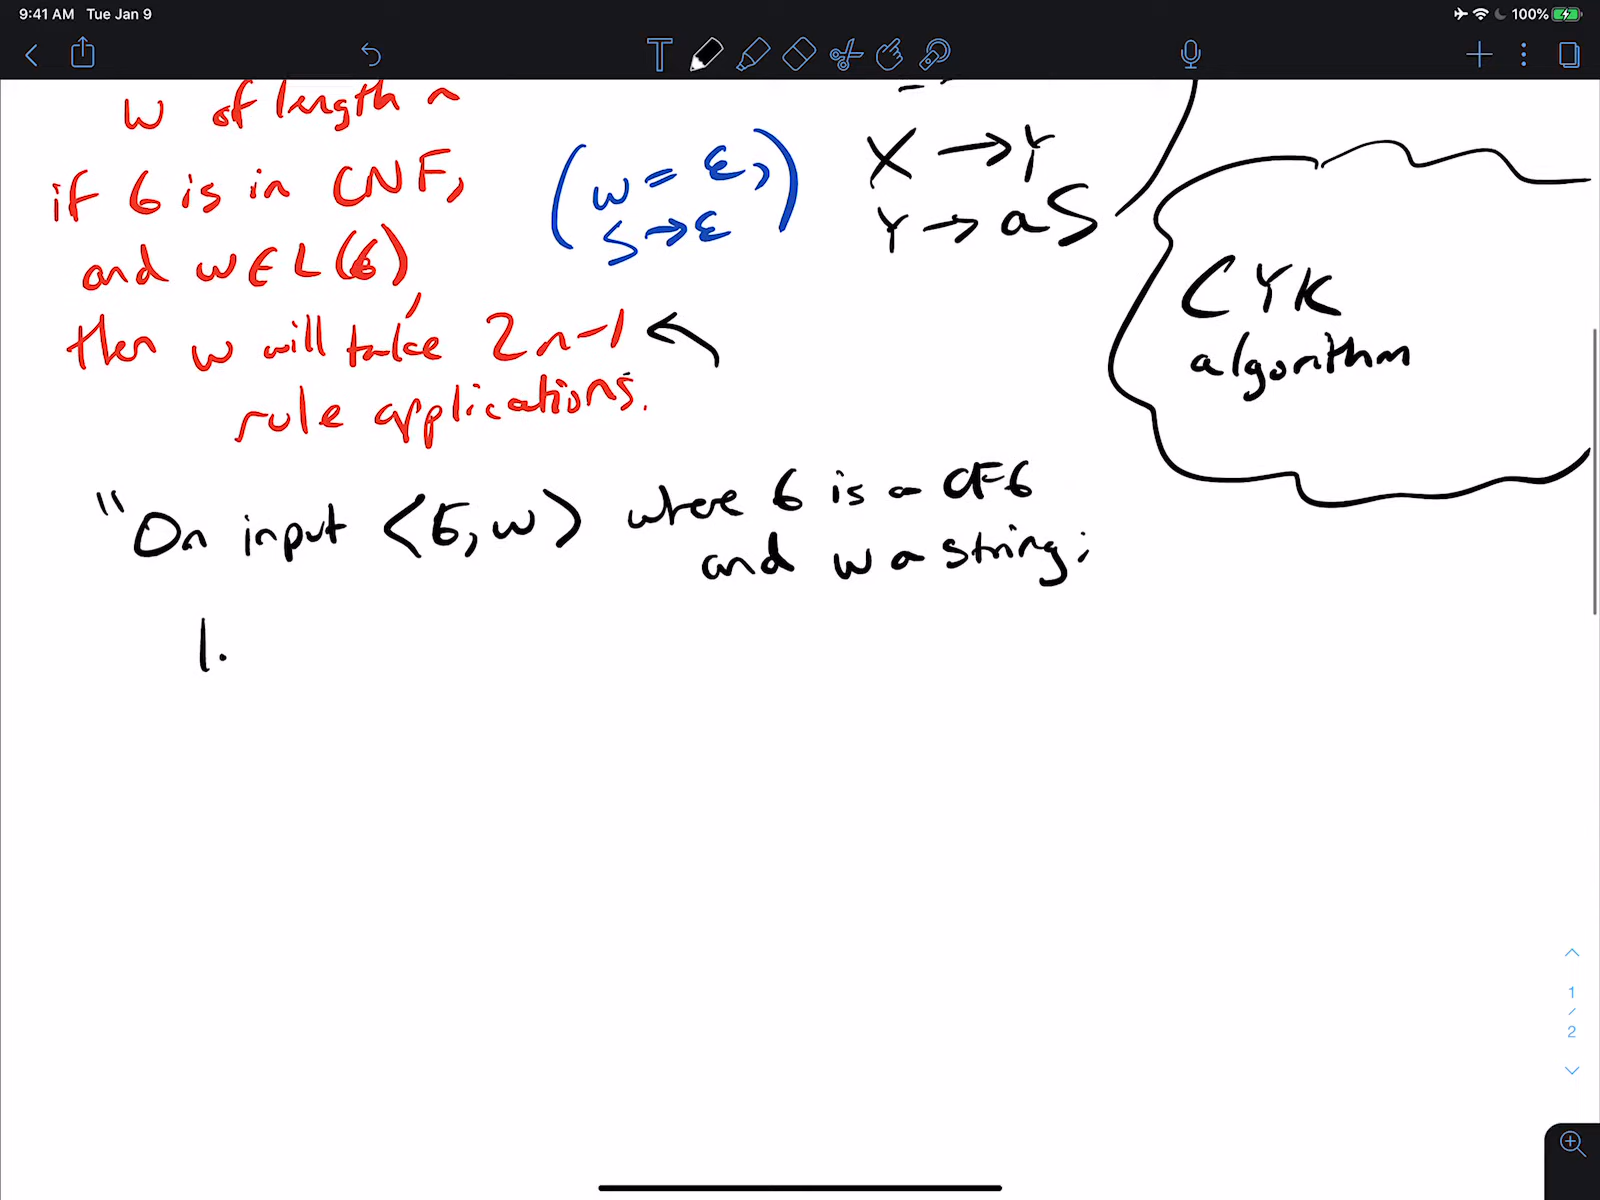 9:41 AM Tue Jan 9
100%
w of length n
if G is in CNF,
and w ∈ L(G),
then w will take 2n-1
rule applications.
(w = ε,
S → ε)
X → Y
Y → aS
CYK
algorithm
"On input <G, w> where G is a CFG
and w a string:
1.
1
/
2